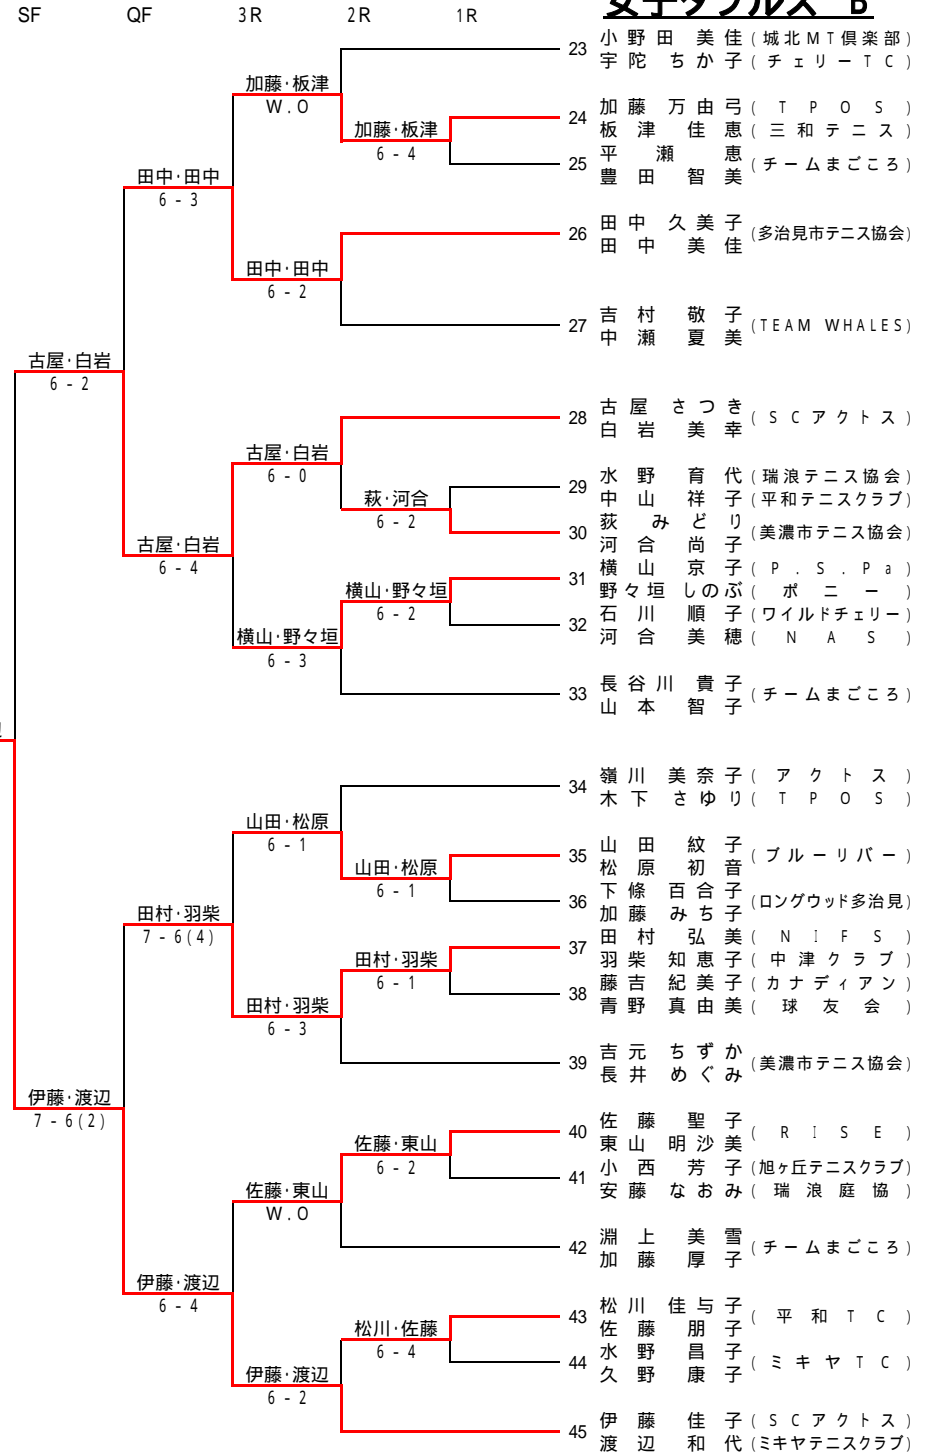 女子ダブルス B
SF QF 3R 2R 1R
23 小野田 美佳 (城北MT倶楽部)
宇陀 ちか子 (チェリーTC)
加藤・板津
W.O
24 加藤 万由弓 (TPOS)
板津 佳恵 (三和テニス)
加藤・板津
6-4
25 平瀬 恵 (チームまごころ)
豊田 智美
田中・田中
6-3
26 田中 久美子 (多治見市テニス協会)
田中 美佳
田中・田中
6-2
27 吉村 敬子 (TEAM WHALES)
中瀬 夏美
古屋・白岩
6-2
28 古屋 さつき (SCアクトス)
白岩 美幸
古屋・白岩
6-0
29 水野 育代 (瑞浪テニス協会)
中山 祥子 (平和テニスクラブ)
萩・河合
6-2
30 荻 みどり (美濃市テニス協会)
河合 尚子
古屋・白岩
6-4
31 横山 京子 (P.S.Pa)
野々垣 しのぶ (ポニー)
横山・野々垣
6-2
32 石川 順子 (ワイルドチェリー)
河合 美穂 (NAS)
横山・野々垣
6-3
33 長谷川 貴子 (チームまごころ)
山本 智子
34 嶺川 美奈子 (アクトス)
木下 さゆり (TPOS)
山田・松原
6-1
35 山田 紋子 (ブルーリバー)
松原 初音
山田・松原
6-1
36 下條 百合子 (ロングウッド多治見)
加藤 みち子
田村・羽柴
7-6(4)
37 田村 弘美 (NIFS)
羽柴 知恵子 (中津クラブ)
田村・羽柴
6-1
38 藤吉 紀美子 (カナディアン)
青野 真由美 (球友会)
田村・羽柴
6-3
39 吉元 ちずか (美濃市テニス協会)
長井 めぐみ
伊藤・渡辺
7-6(2)
40 佐藤 聖子 (RISE)
東山 明沙美
佐藤・東山
6-2
41 小西 芳子 (旭ヶ丘テニスクラブ)
安藤 なおみ (瑞浪庭協)
佐藤・東山
W.O
42 淵上 美雪 (チームまごころ)
加藤 厚子
伊藤・渡辺
6-4
43 松川 佳与子 (平和TC)
佐藤 朋子
松川・佐藤
6-4
44 水野 昌子 (ミキヤTC)
久野 康子
伊藤・渡辺
6-2
45 伊藤 佳子 (SCアクトス)
渡辺 和代 (ミキヤテニスクラブ)